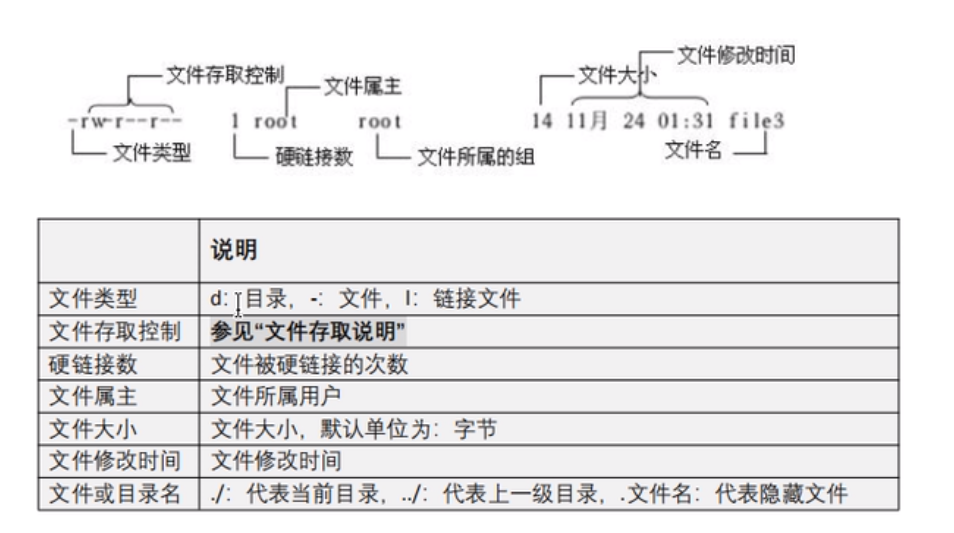 文件修改时间
文件存取控制 文件属主 文件大小
-rw-r--r-- 1 root root 14 11月 24 01:31 file3
文件类型 硬链接数 文件所属的组 文件名
说明
文件类型 d: 目录, -: 文件, l: 链接文件
文件存取控制 参见“文件存取说明”
硬链接数 文件被硬链接的次数
文件属主 文件所属用户
文件大小 文件大小, 默认单位为: 字节
文件修改时间 文件修改时间
文件或目录名 ./: 代表当前目录, ../: 代表上一级目录, .文件名: 代表隐藏文件